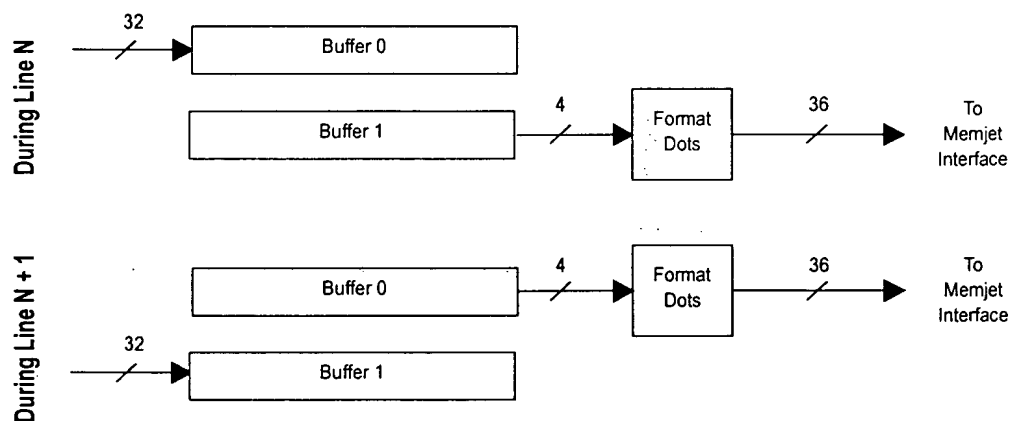 During Line N
32
Buffer 0
Buffer 1
4
Format
Dots
36
To
Memjet
Interface
During Line N + 1
Buffer 0
4
Format
Dots
36
To
Memjet
Interface
32
Buffer 1